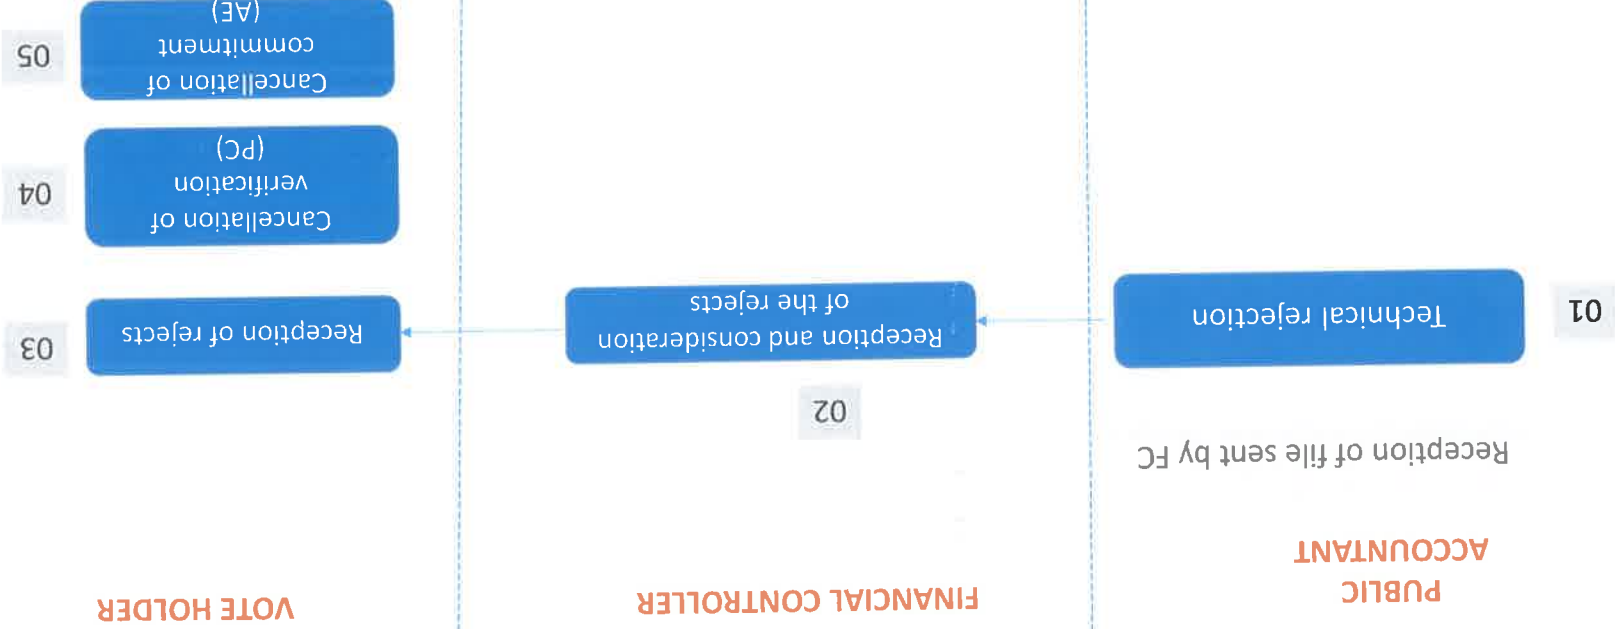 PUBLIC
ACCOUNTANT
FINANCIAL CONTROLLER
VOTE HOLDER
Reception of file sent by FC
01
Technical rejection
02
Reception and consideration
of the rejects
03
Reception of rejects
04
Cancellation of
verification
(PC)
05
Cancellation of
commitment
(AE)